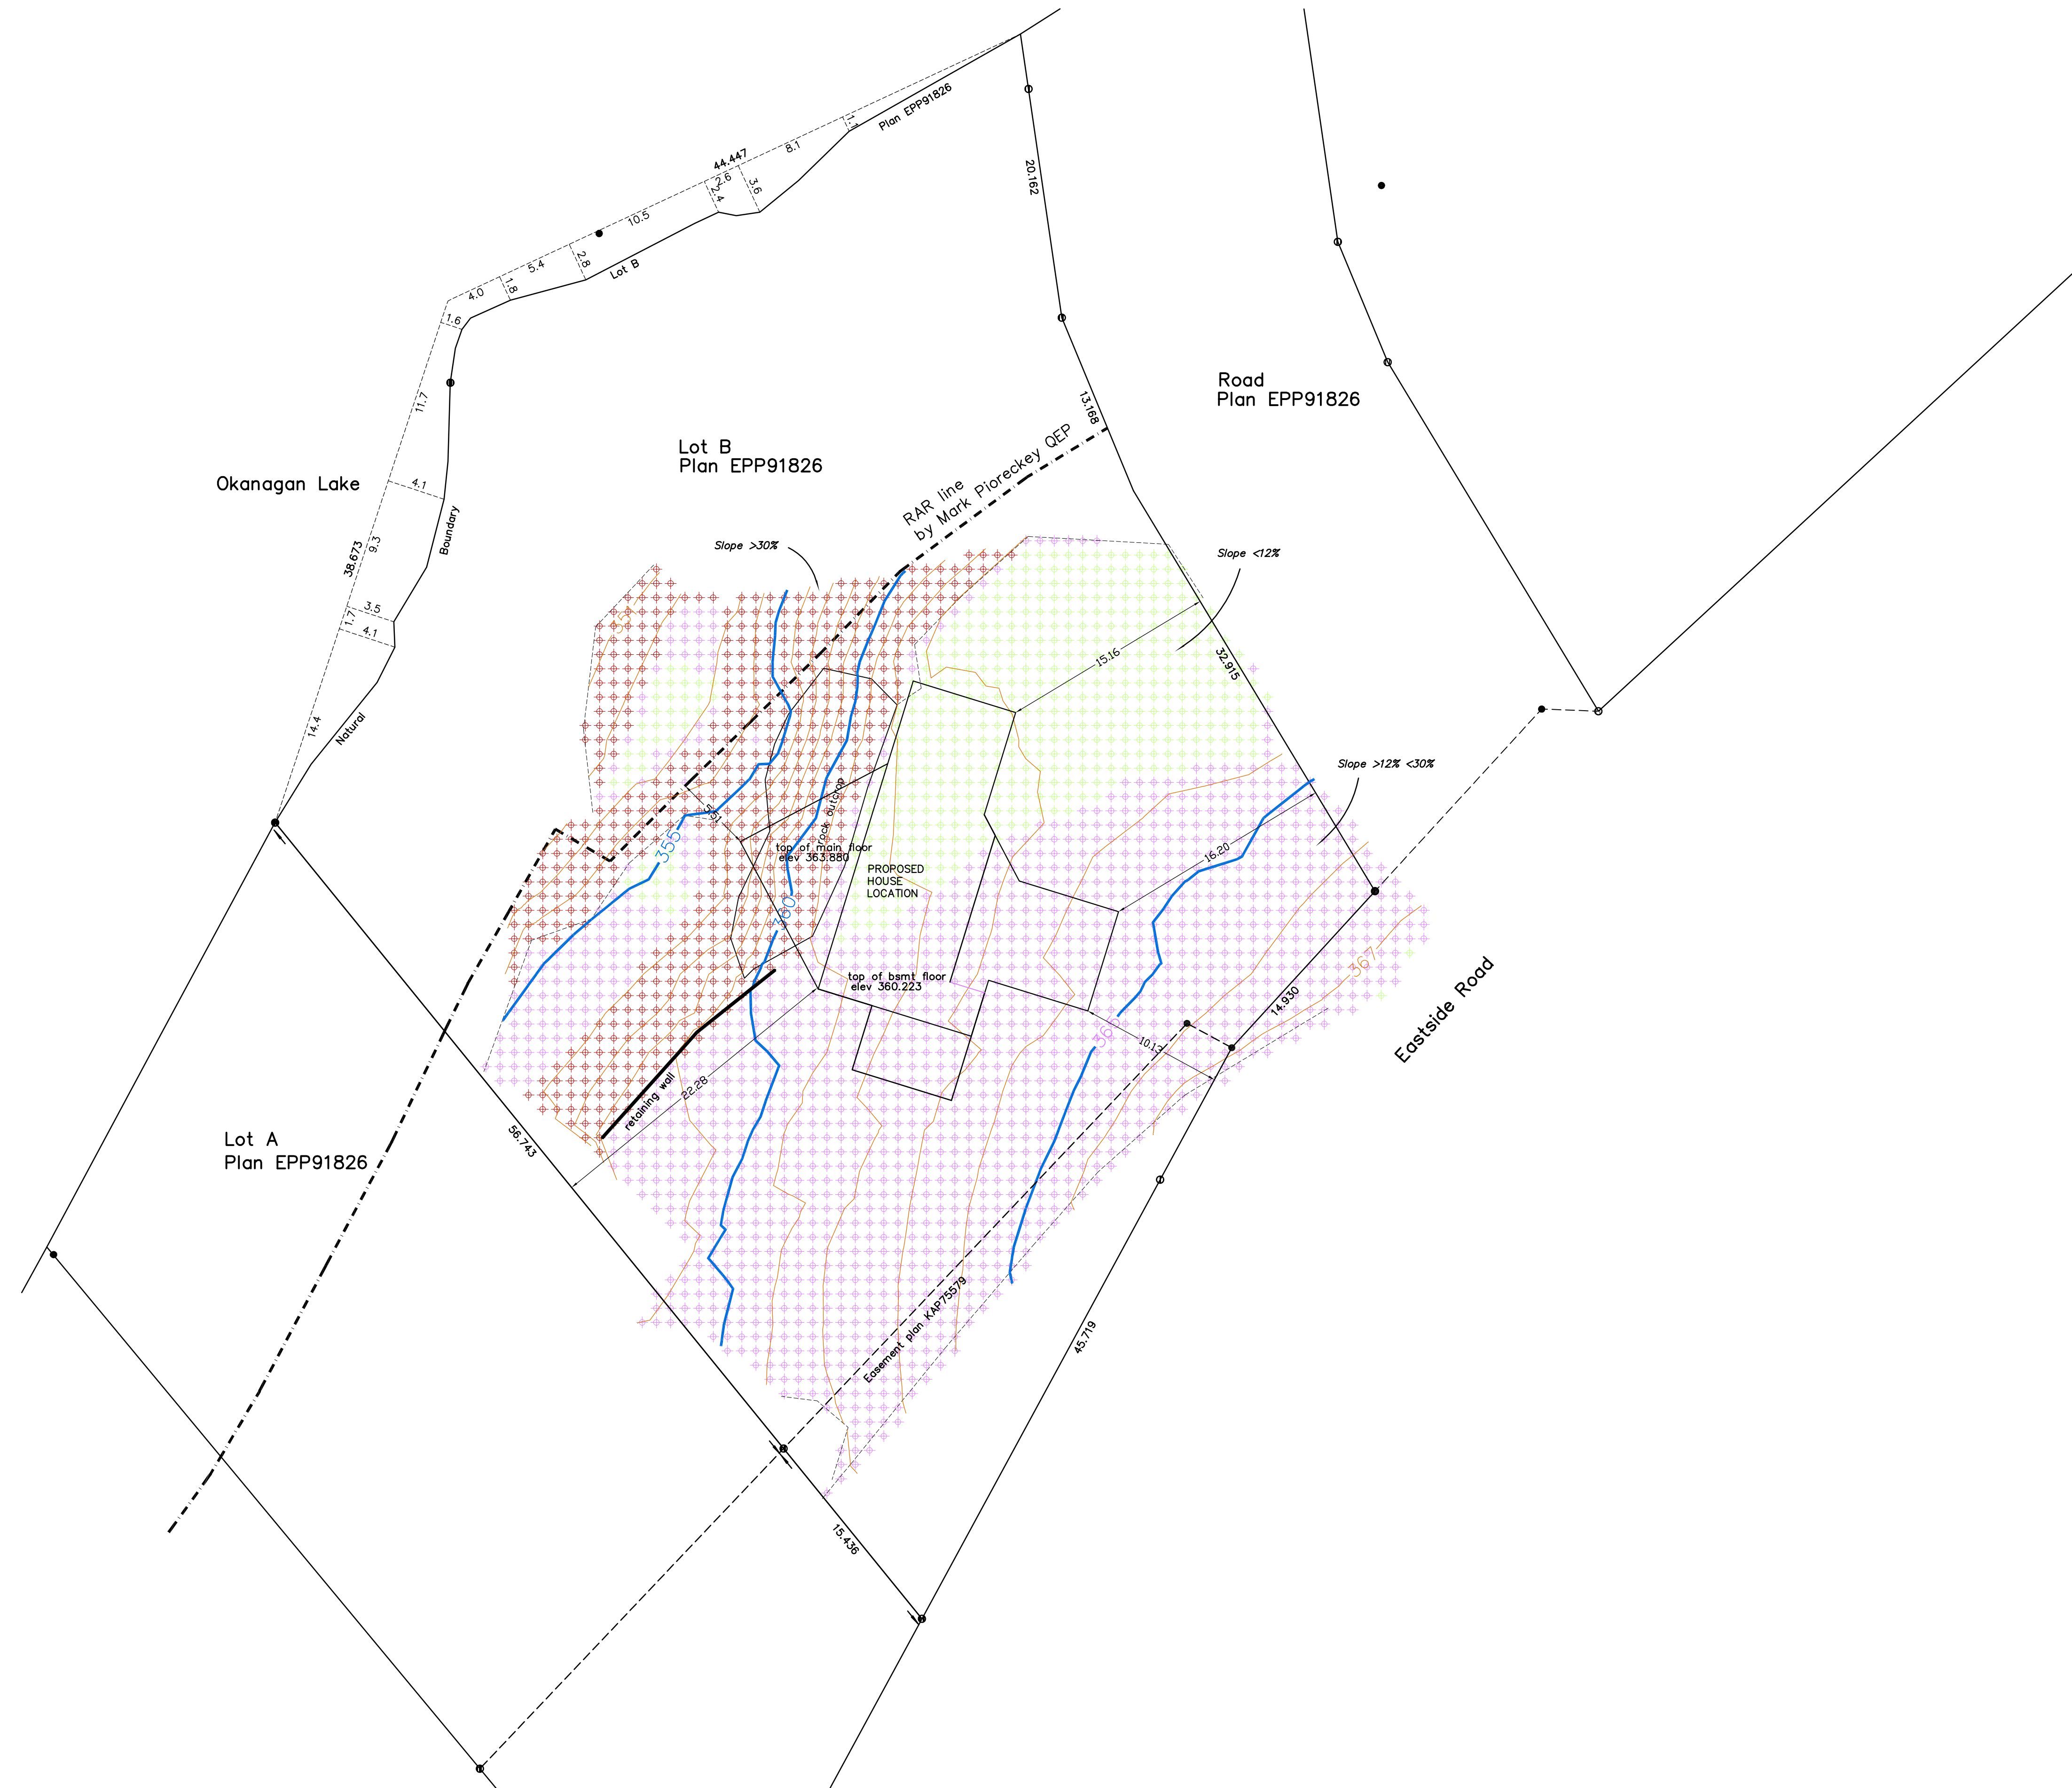 Plan EPP91826
1.1
8.1
44.447
2.6
3.6
2.4
10.5
20.162
2.8
5.4
Lot B
1.8
4.0
1.6
Road
Plan EPP91826
11.7
13.168
RAR line
by Mark Pioreckey QEP
Lot B
Plan EPP91826
Okanagan Lake
4.1
Boundary
9.3
38.673
Slope >30%
Slope <12%
3.5
1.7
4.1
15.16
32.915
14.4
Natural
Slope >12% <30%
5.91
rock outcrop
355
top of main floor
elev 363.880
16.20
PROPOSED
HOUSE
LOCATION
360
367
top of bsmt floor
elev 360.223
14.930
Eastside Road
365
10.13
22.28
retaining wall
56.743
Lot A
Plan EPP91826
Easement plan KAP75579
45.719
15.436